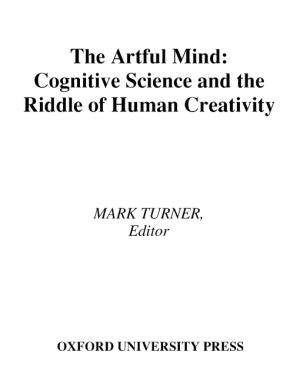 The Artful Mind:
Cognitive Science and the
Riddle of Human Creativity
MARK TURNER,
Editor
OXFORD UNIVERSITY PRESS